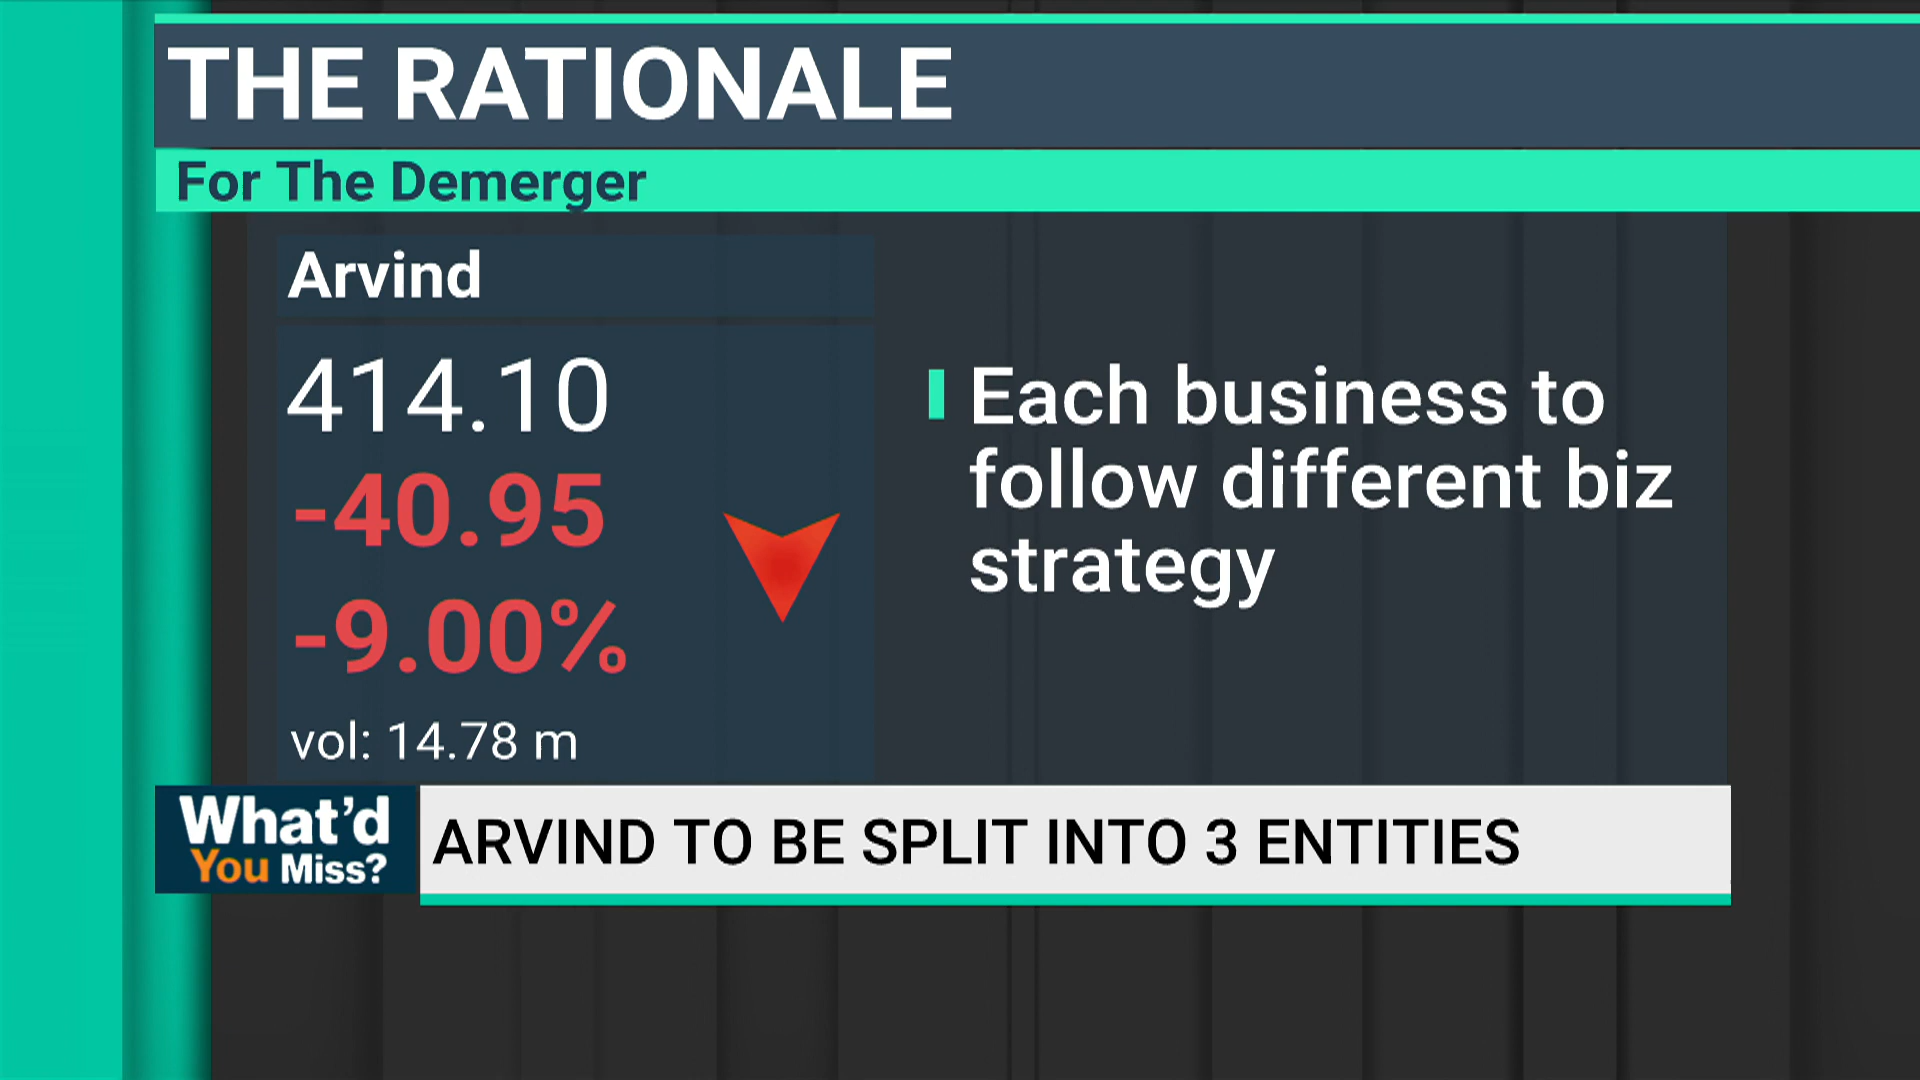 THE RATIONALE
For The Demerger
Arvind
414.10
-40.95
-9.00%
vol: 14.78 m
Each business to
follow different biz
strategy
What'd
You Miss?
ARVIND TO BE SPLIT INTO 3 ENTITIES